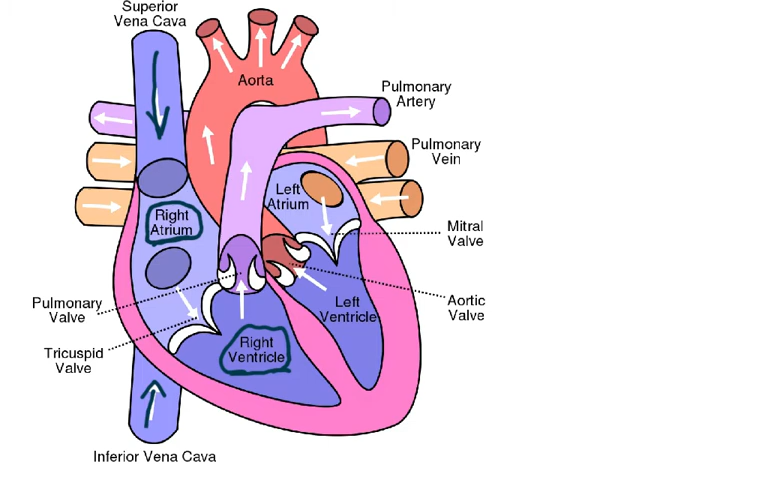 Superior
Vena Cava
Aorta
Pulmonary
Artery
Pulmonary
Vein
Left
Atrium
Right
Atrium
Mitral
Valve
Pulmonary
Valve
Left
Ventricle
Aortic
Valve
Tricuspid
Valve
Right
Ventricle
Inferior Vena Cava